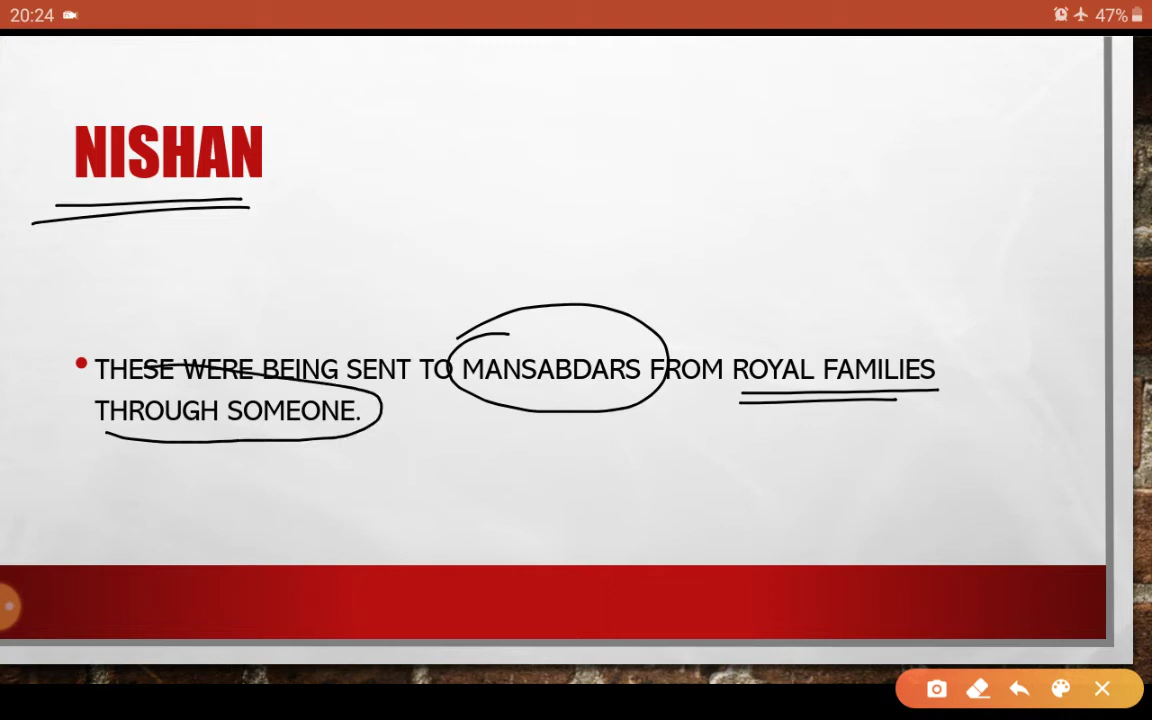 20:24
47%
NISHAN
• THESE WERE BEING SENT TO MANSABDARS FROM ROYAL FAMILIES
THROUGH SOMEONE.